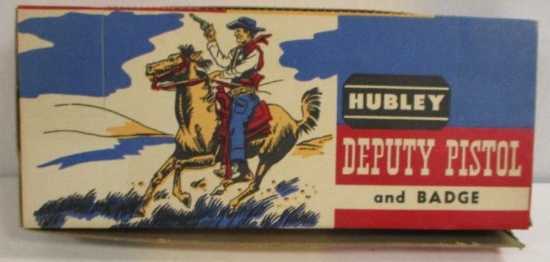 HUBLEY
DEPUTY PISTOL
and BADGE